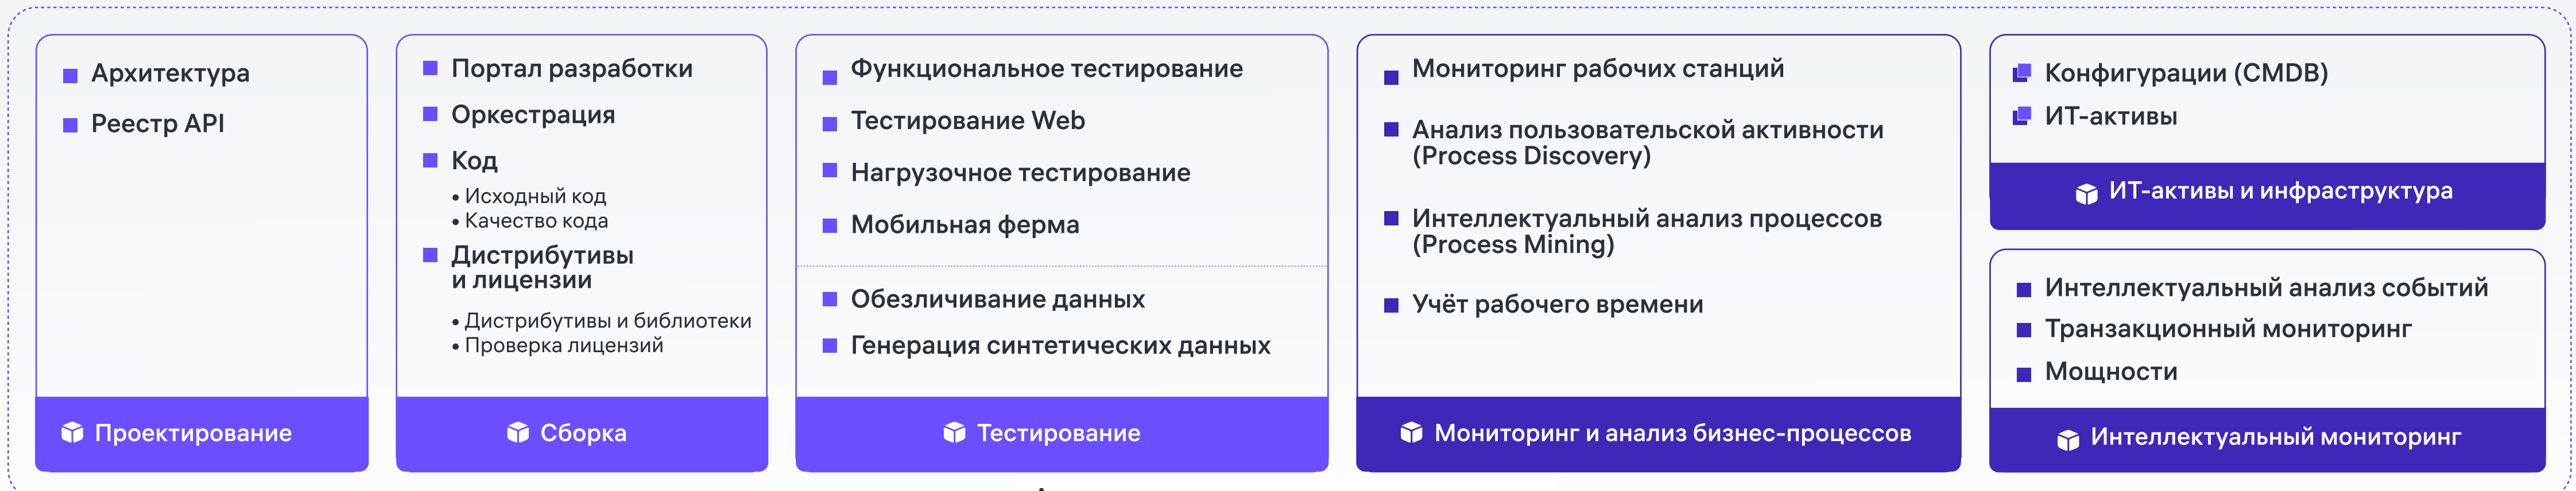 Архитектура
Реестр API
Проектирование
Портал разработки
Оркестрация
Код
• Исходный код
• Качество кода
Дистрибутивы
и лицензии
• Дистрибутивы и библиотеки
• Проверка лицензий
Сборка
Функциональное тестирование
Тестирование Web
Нагрузочное тестирование
Мобильная ферма
Обезличивание данных
Генерация синтетических данных
Тестирование
Мониторинг рабочих станций
Анализ пользовательской активности
(Process Discovery)
Интеллектуальный анализ процессов
(Process Mining)
Учёт рабочего времени
Мониторинг и анализ бизнес-процессов
Конфигурации (CMDB)
ИТ-активы
ИТ-активы и инфраструктура
Интеллектуальный анализ событий
Транзакционный мониторинг
Мощности
Интеллектуальный мониторинг